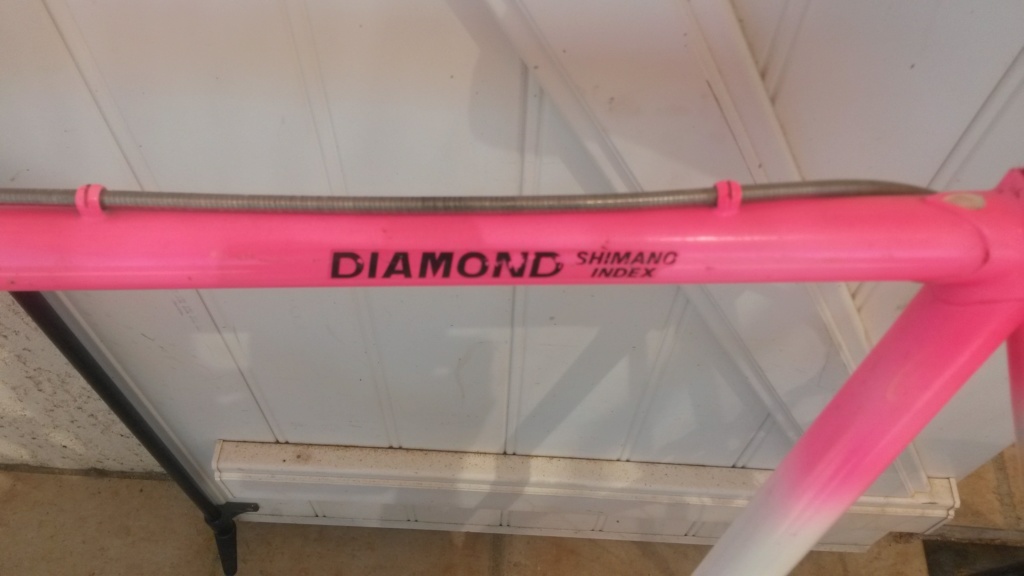 DIAMOND SHIMANO
INDEX